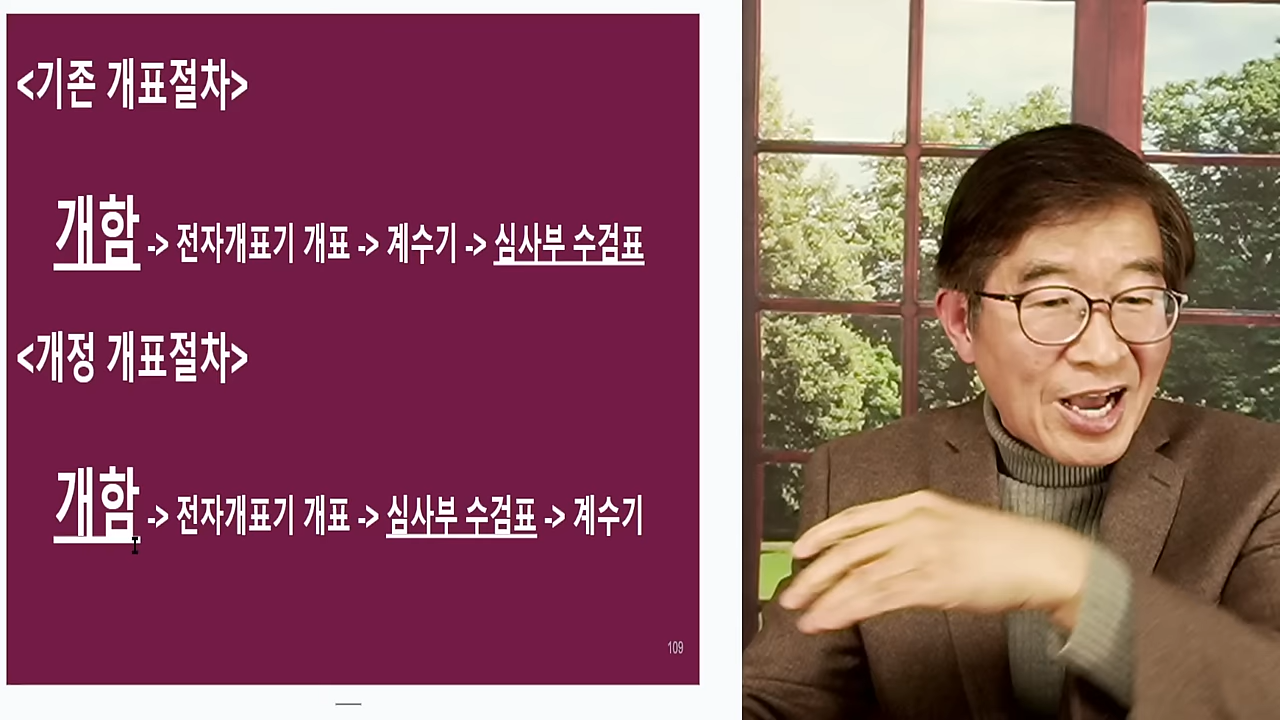 <기존 개표절차>
개함 -> 전자개표기 개표 -> 계수기 -> 심사부 수검표
<개정 개표절차>
개함 -> 전자개표기 개표 -> 심사부 수검표 -> 계수기
109